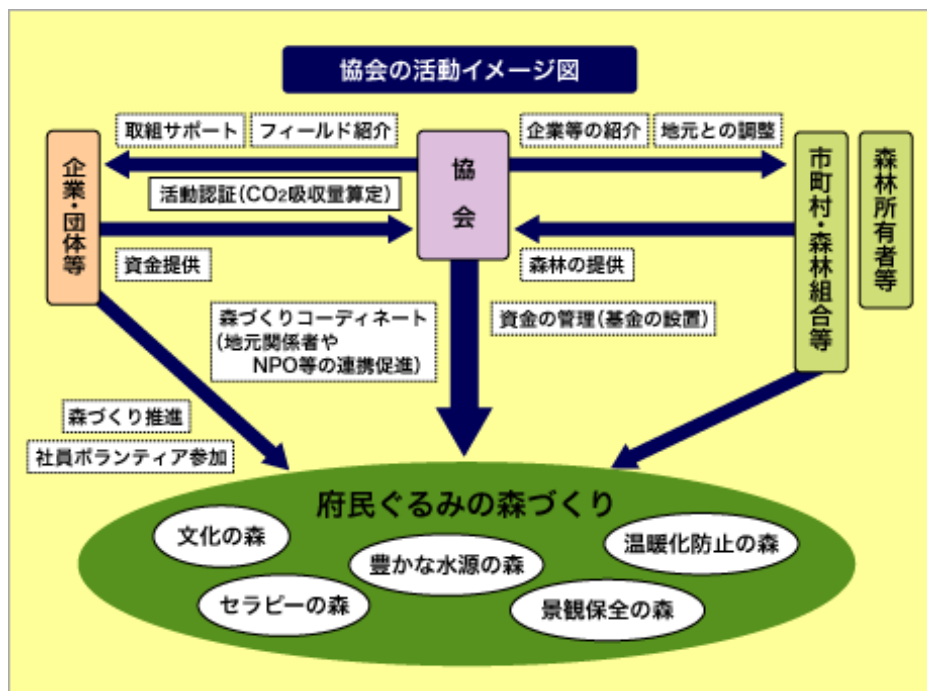 協会の活動イメージ図
取組サポート
フィールド紹介
企業等の紹介
地元との調整
企業・団体等
協会
市町村・森林組合等
森林所有者等
活動認証(CO2吸収量算定)
資金提供
森林の提供
森づくりコーディネート
(地元関係者や
NPO等の連携促進)
資金の管理(基金の設置)
森づくり推進
社員ボランティア参加
府民ぐるみの森づくり
文化の森
豊かな水源の森
温暖化防止の森
セラピーの森
景観保全の森